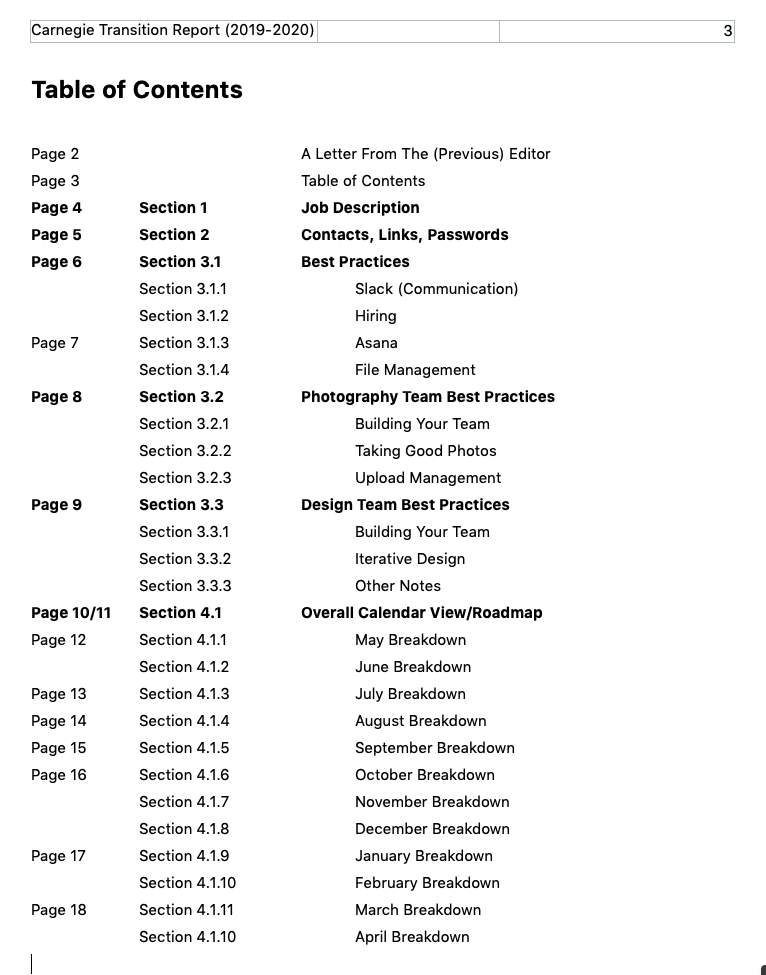 Carnegie Transition Report (2019-2020) 3
Table of Contents
Page 2 A Letter From The (Previous) Editor
Page 3 Table of Contents
Page 4 Section 1 Job Description
Page 5 Section 2 Contacts, Links, Passwords
Page 6 Section 3.1 Best Practices
Section 3.1.1 Slack (Communication)
Section 3.1.2 Hiring
Page 7 Section 3.1.3 Asana
Section 3.1.4 File Management
Page 8 Section 3.2 Photography Team Best Practices
Section 3.2.1 Building Your Team
Section 3.2.2 Taking Good Photos
Section 3.2.3 Upload Management
Page 9 Section 3.3 Design Team Best Practices
Section 3.3.1 Building Your Team
Section 3.3.2 Iterative Design
Section 3.3.3 Other Notes
Page 10/11 Section 4.1 Overall Calendar View/Roadmap
Page 12 Section 4.1.1 May Breakdown
Section 4.1.2 June Breakdown
Page 13 Section 4.1.3 July Breakdown
Page 14 Section 4.1.4 August Breakdown
Page 15 Section 4.1.5 September Breakdown
Page 16 Section 4.1.6 October Breakdown
Section 4.1.7 November Breakdown
Section 4.1.8 December Breakdown
Page 17 Section 4.1.9 January Breakdown
Section 4.1.10 February Breakdown
Page 18 Section 4.1.11 March Breakdown
Section 4.1.10 April Breakdown